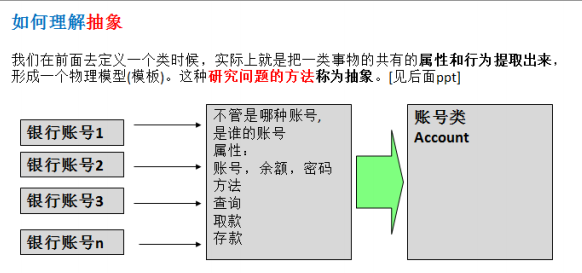 如何理解抽象
我们在前面去定义一个类时候，实际上就是把一类事物的共有的属性和行为提取出来，
形成一个物理模型(模板)。这种研究问题的方法称为抽象。[见后面ppt]
银行账号1
银行账号2
银行账号3
银行账号n
不管是哪种账号，
是谁的账号
属性：
账号，余额，密码
方法
查询
取款
存款
账号类
Account